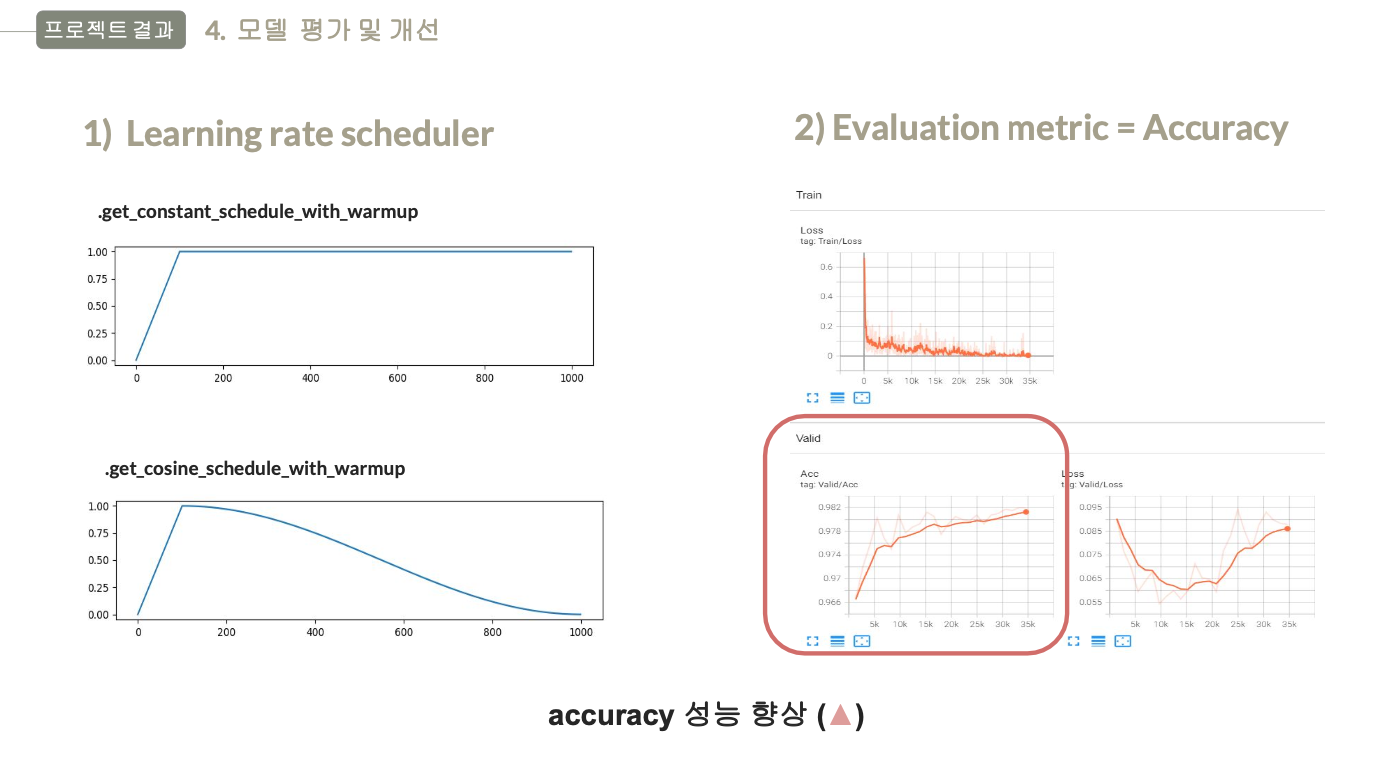 프로젝트 결과
4. 모델 평가 및 개선
1) Learning rate scheduler
.get_constant_schedule_with_warmup
1.00
0.75
0.50
0.25
0.00
0 200 400 600 800 1000
.get_cosine_schedule_with_warmup
1.00
0.75
0.50
0.25
0.00
0 200 400 600 800 1000
2) Evaluation metric = Accuracy
Train
Loss
tag: Train/Loss
0.6
0.4
0.2
0
0 5k 10k 15k 20k 25k 30k 35k
Valid
Acc
tag: Valid/Acc
0.982
0.978
0.974
0.97
0.966
5k 10k 15k 20k 25k 30k 35k
Loss
tag: Valid/Loss
0.095
0.085
0.075
0.065
0.055
5k 10k 15k 20k 25k 30k 35k
accuracy 성능 향상 (▲)